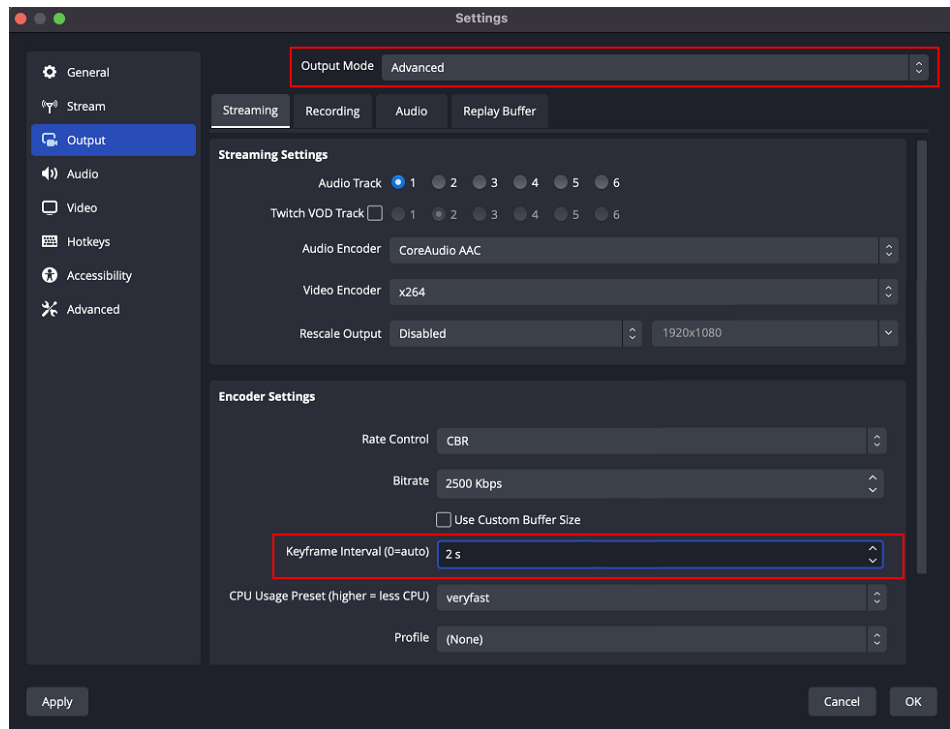 Settings
General
Stream
Output
Audio
Video
Hotkeys
Accessibility
Advanced
Output Mode Advanced
Streaming Recording Audio Replay Buffer
Streaming Settings
Audio Track 1 2 3 4 5 6
Twitch VOD Track 1 2 3 4 5 6
Audio Encoder CoreAudio AAC
Video Encoder x264
Rescale Output Disabled 1920x1080
Encoder Settings
Rate Control CBR
Bitrate 2500 Kbps
Use Custom Buffer Size
Keyframe Interval (0=auto) 2 s
CPU Usage Preset (higher = less CPU) veryfast
Profile (None)
Apply Cancel OK